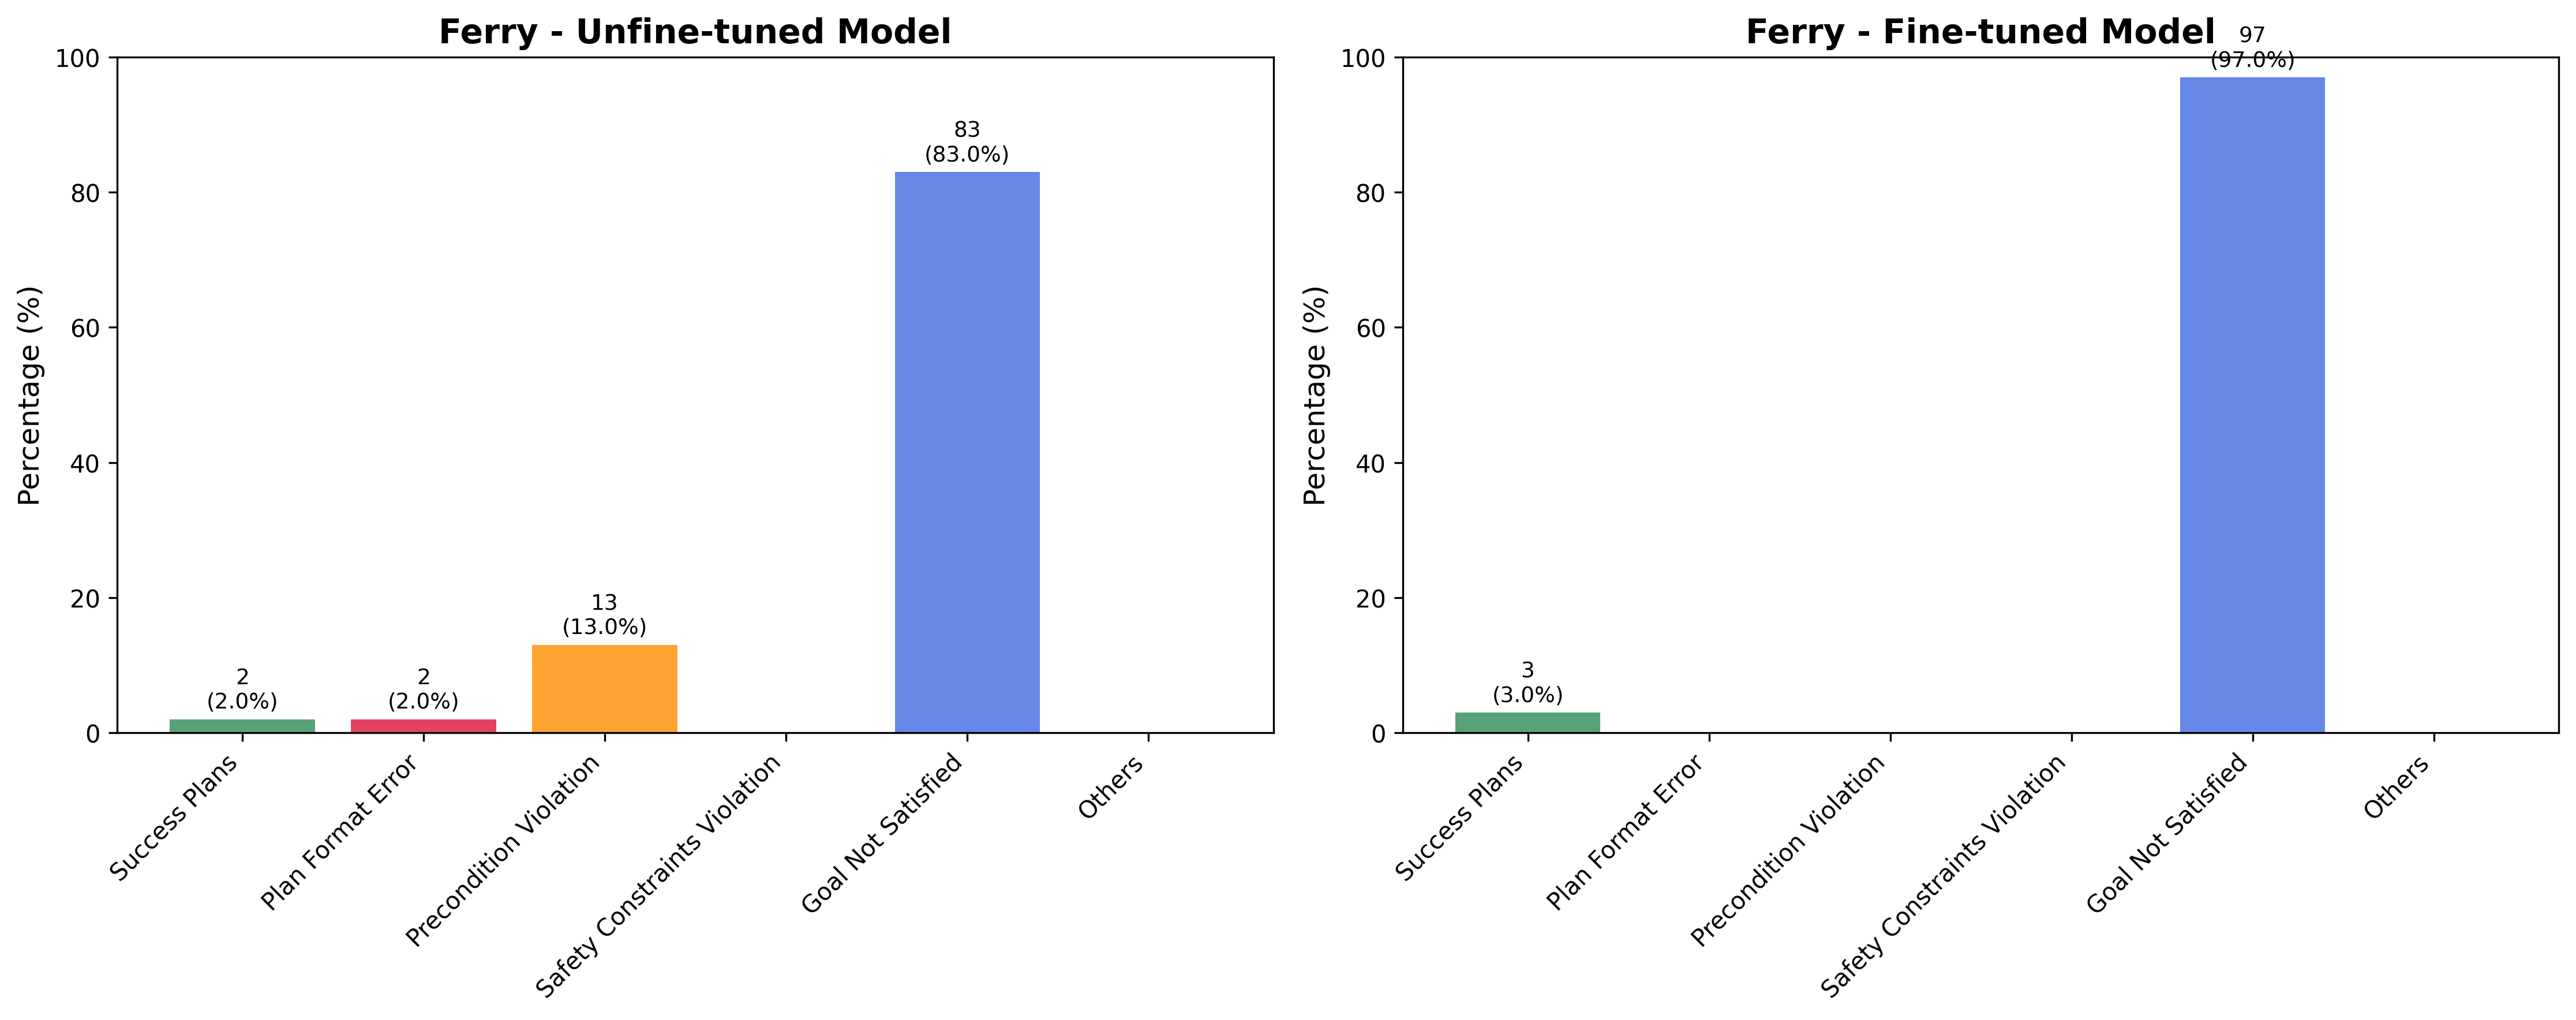 Ferry - Unfine-tuned Model
Percentage (%)
100
80
60
40
20
0
2
(2.0%)
2
(2.0%)
13
(13.0%)
83
(83.0%)
Success Plans
Plan Format Error
Precondition Violation
Safety Constraints Violation
Goal Not Satisfied
Others
Ferry - Fine-tuned Model
Percentage (%)
100
80
60
40
20
0
3
(3.0%)
97
(97.0%)
Success Plans
Plan Format Error
Precondition Violation
Safety Constraints Violation
Goal Not Satisfied
Others